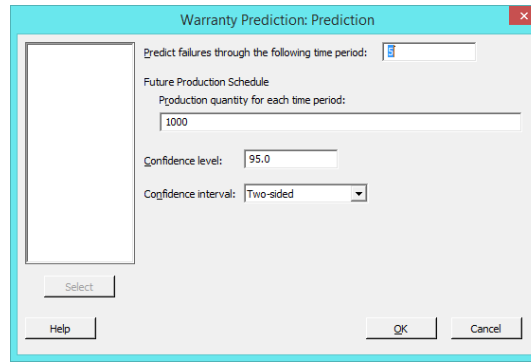 Warranty Prediction: Prediction
Predict failures through the following time period: 5
Future Production Schedule
Production quantity for each time period:
1000
Confidence level: 95.0
Confidence interval: Two-sided
Select
Help
OK
Cancel